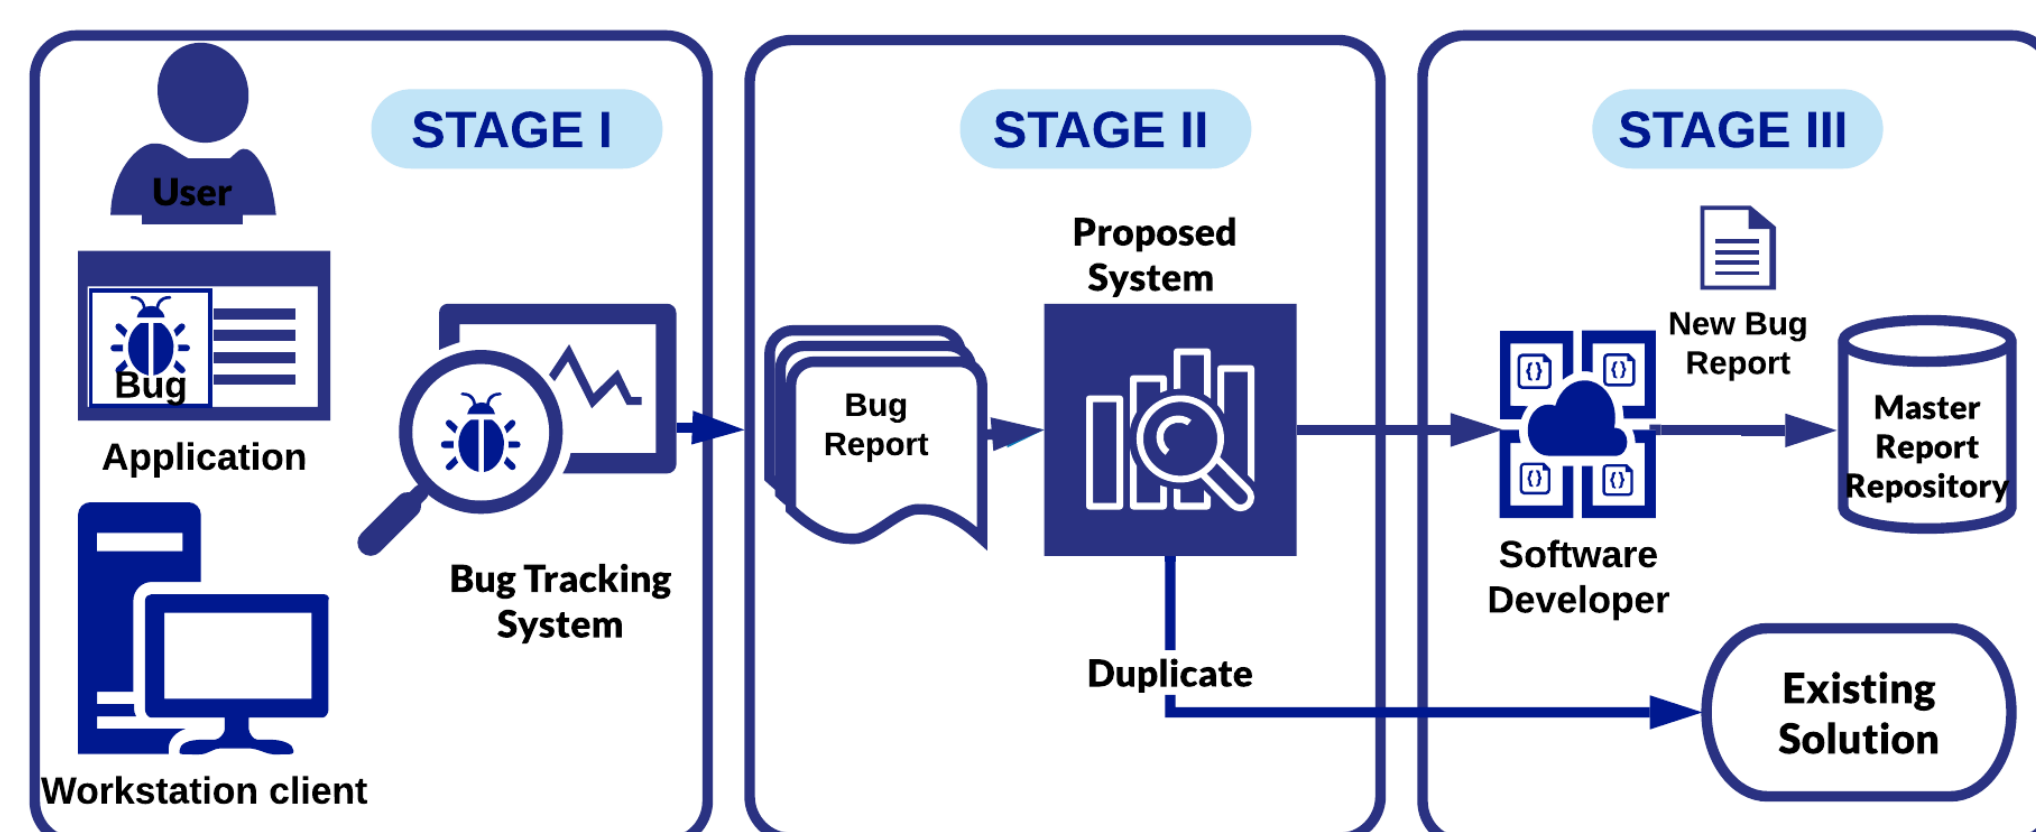 STAGE I
User
Bug
Application
Workstation client
Bug Tracking
System
STAGE II
Bug
Report
Proposed
System
Duplicate
STAGE III
New Bug
Report
Software
Developer
Master
Report
Repository
Existing
Solution